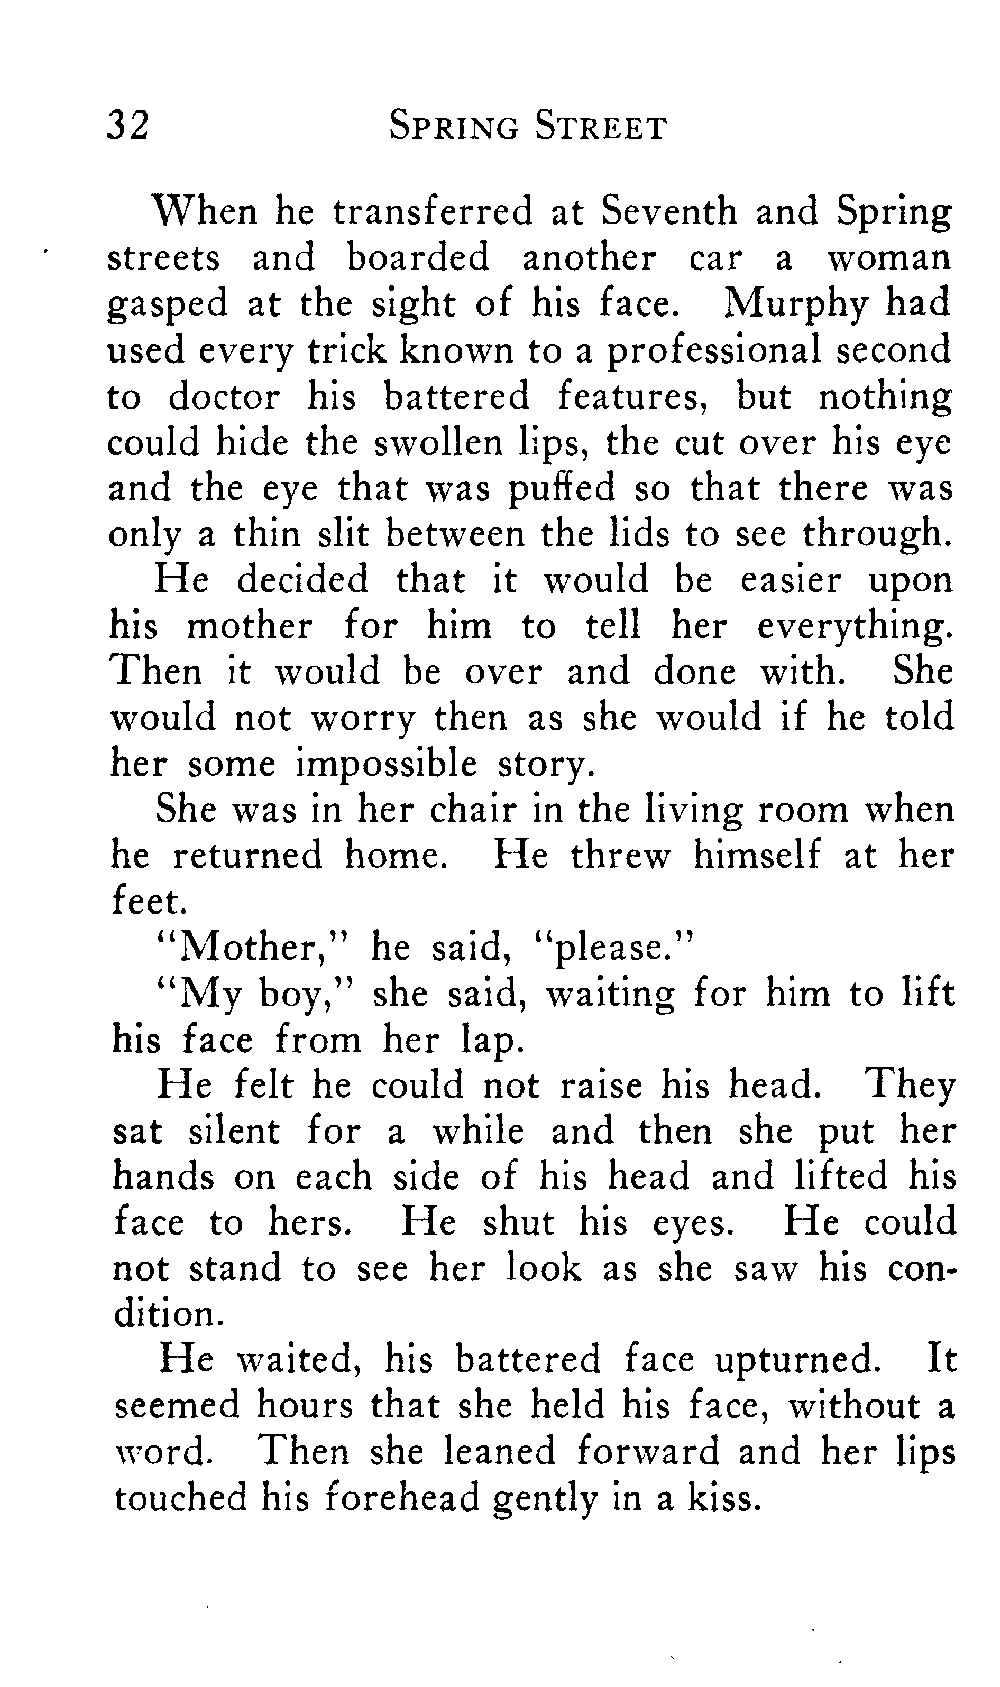 32 SPRING STREET
When he transferred at Seventh and Spring
streets and boarded another car a woman
gasped at the sight of his face. Murphy had
used every trick known to a professional second
to doctor his battered features, but nothing
could hide the swollen lips, the cut over his eye
and the eye that was puffed so that there was
only a thin slit between the lids to see through.
He decided that it would be easier upon
his mother for him to tell her everything.
Then it would be over and done with. She
would not worry then as she would if he told
her some impossible story.
She was in her chair in the living room when
he returned home. He threw himself at her
feet.
“Mother,” he said, “please.”
“My boy,” she said, waiting for him to lift
his face from her lap.
He felt he could not raise his head. They
sat silent for a while and then she put her
hands on each side of his head and lifted his
face to hers. He shut his eyes. He could
not stand to see her look as she saw his con-
dition.
He waited, his battered face upturned. It
seemed hours that she held his face, without a
word. Then she leaned forward and her lips
touched his forehead gently in a kiss.